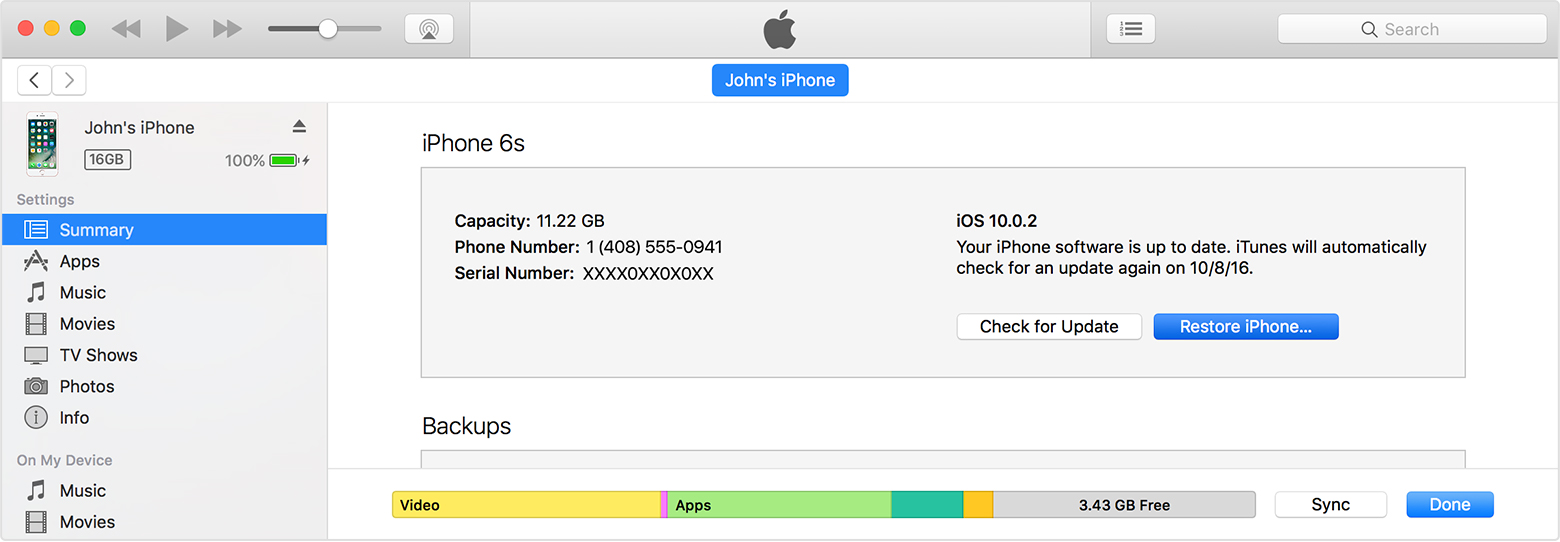 Search
John's iPhone
John's iPhone
16GB
100%
Settings
Summary
Apps
Music
Movies
TV Shows
Photos
Info
On My Device
Music
Movies
iPhone 6s
Capacity: 11.22 GB
Phone Number: 1 (408) 555-0941
Serial Number: XXXX0XX0X0XX
iOS 10.0.2
Your iPhone software is up to date. iTunes will automatically
check for an update again on 10/8/16.
Check for Update
Restore iPhone...
Backups
Video
Apps
3.43 GB Free
Sync
Done